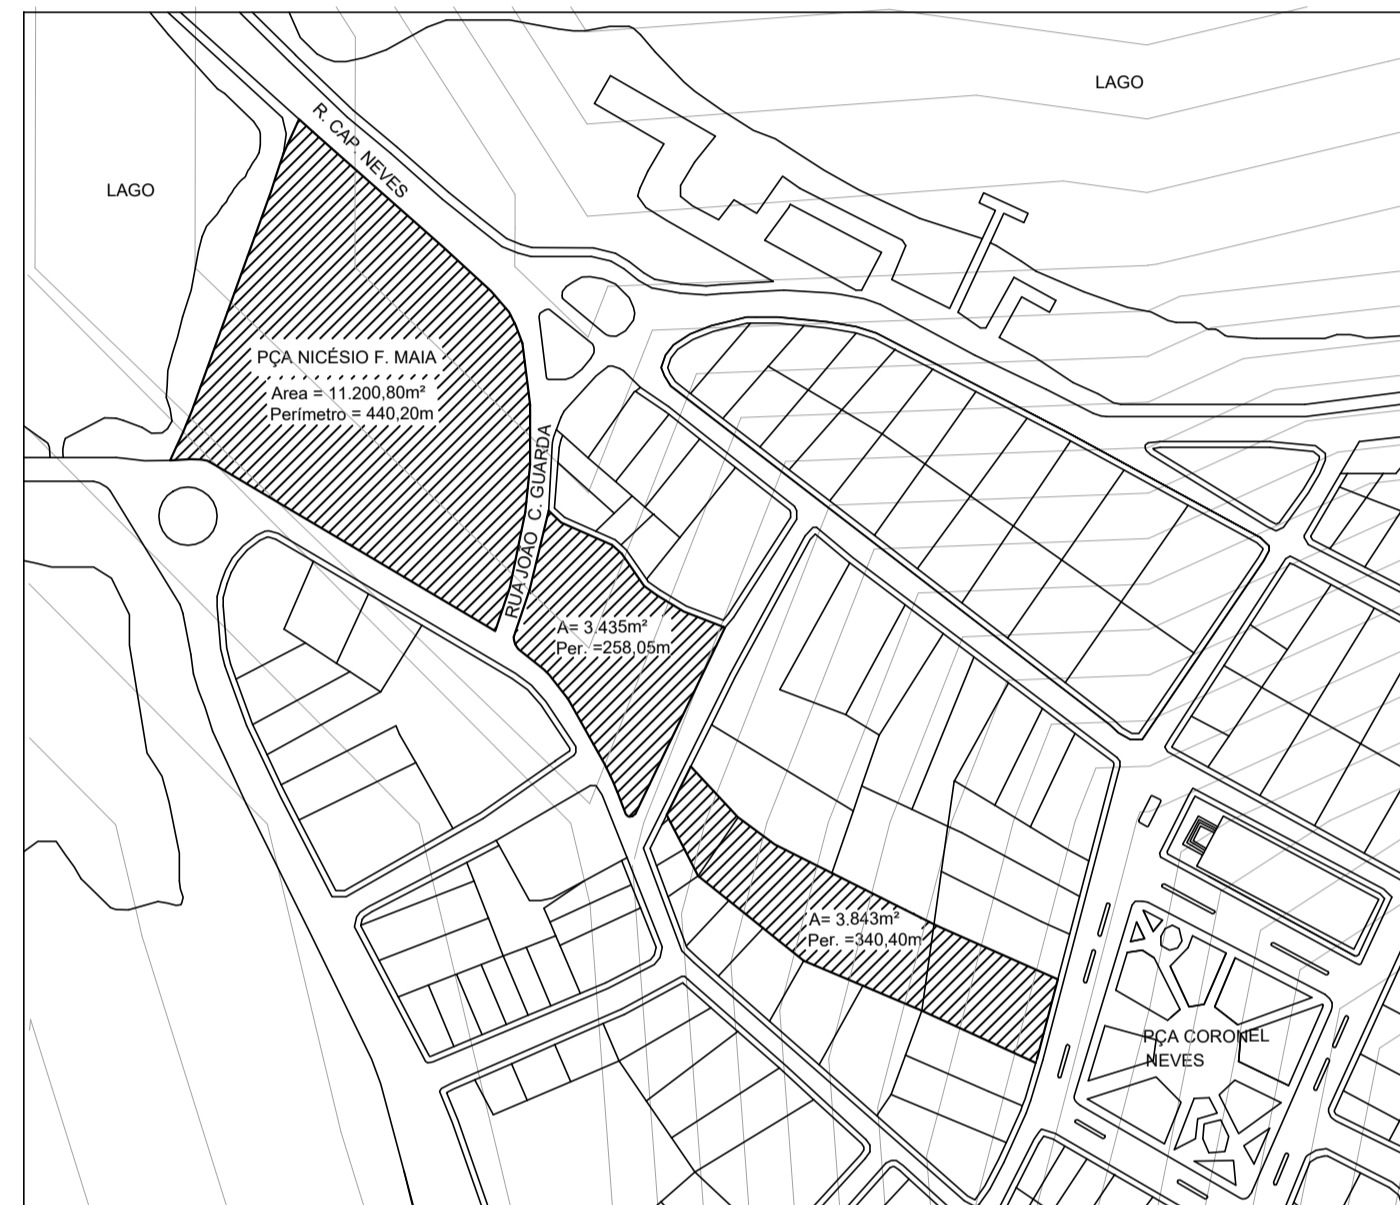 LAGO
R. CAP. NEVES
LAGO
PÇA NICÉSIO F. MAIA
Area = 11.200,80m²
Perímetro = 440,20m
RUA JOAO C. GUARDA
A= 3.435m²
Per. =258,05m
A= 3.843m²
Per. =340,40m
PÇA CORONEL
NEVES